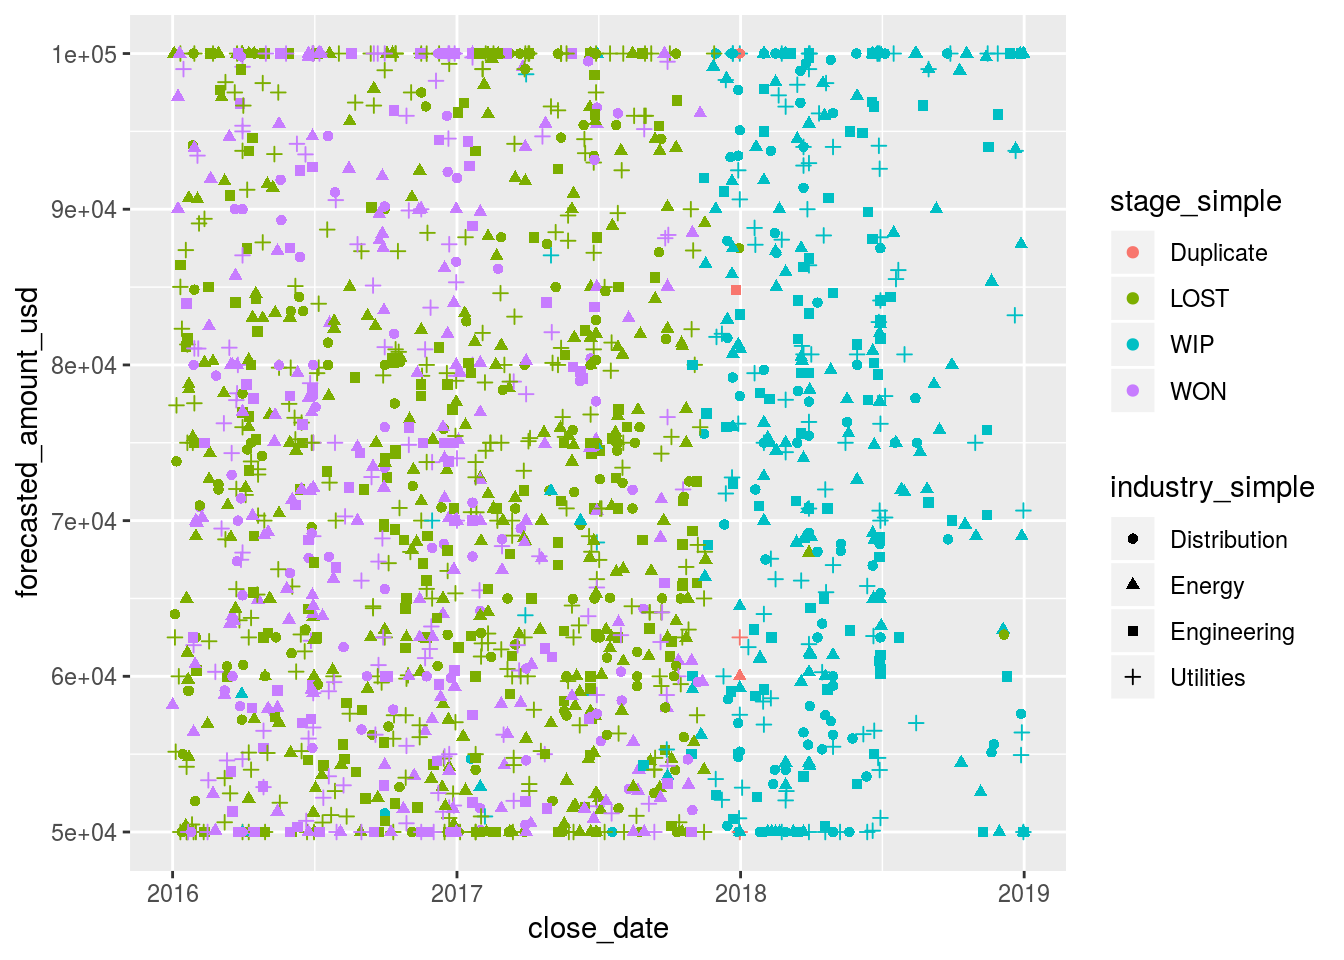 1e+05
9e+04
8e+04
7e+04
6e+04
5e+04
forecasted_amount_usd
2016
2017
2018
2019
close_date
stage_simple
Duplicate
LOST
WIP
WON
industry_simple
Distribution
Energy
Engineering
Utilities